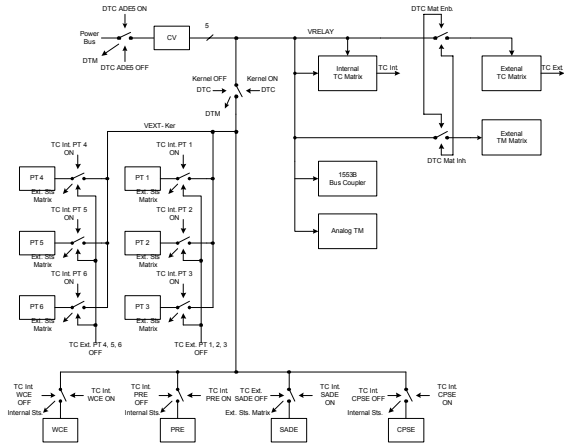 DTC ADE5 ON
Power
Bus
CV
5
DTM
DTC ADE5 OFF
VRELAY
DTC Mat Enb.
Internal
TC Matrix
TC Int.
Extenal
TC Matrix
TC Ext.
Kernel OFF
DTC
Kernel ON
DTC
DTM
VEXT- Ker
Extenal
TM Matrix
DTC Mat Inh.
1553B
Bus Coupler
Analog TM
TC Int. PT 4
ON
PT 4
Ext. Sts
Matrix
TC Int. PT 1
ON
PT 1
Ext. Sts
Matrix
TC Int. PT 5
ON
PT 5
Ext. Sts
Matrix
TC Int. PT 2
ON
PT 2
Ext. Sts
Matrix
TC Int. PT 6
ON
PT 6
Ext. Sts
Matrix
TC Int. PT 3
ON
PT 3
Ext. Sts
Matrix
TC Ext. PT 4, 5, 6
OFF
TC Ext. PT 1, 2, 3
OFF
TC Int.
WCE
OFF
Internal Sts.
TC Int.
WCE ON
WCE
TC Int.
PRE
OFF
Internal Sts.
TC Int.
PRE ON
PRE
TC Ext.
SADE OFF
Ext. Sts. Matrix
TC Int.
SADE
ON
SADE
TC Int.
CPSE OFF
Internal Sts.
TC Int.
CPSE
ON
CPSE